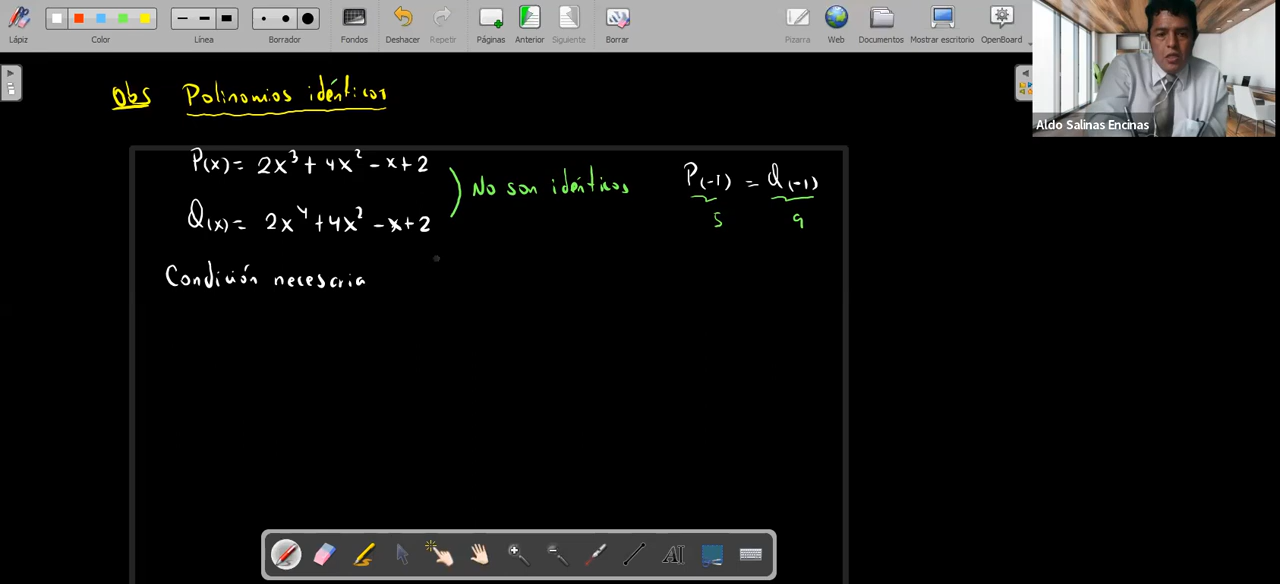 Lápiz Color Línea Borrador Fondos Deshacer Repetir Páginas Anterior Siguiente Borrar Pizarra Web Documentos Mostrar escritorio OpenBoard
Aldo Salinas Encinas
Obs Polinomios idénticos
P(x) = 2x³ + 4x² - x + 2
Q(x) = 2x⁴ + 4x² - x + 2
No son idénticos
P(-1) = Q(-1)
5 9
Condición necesaria
AI